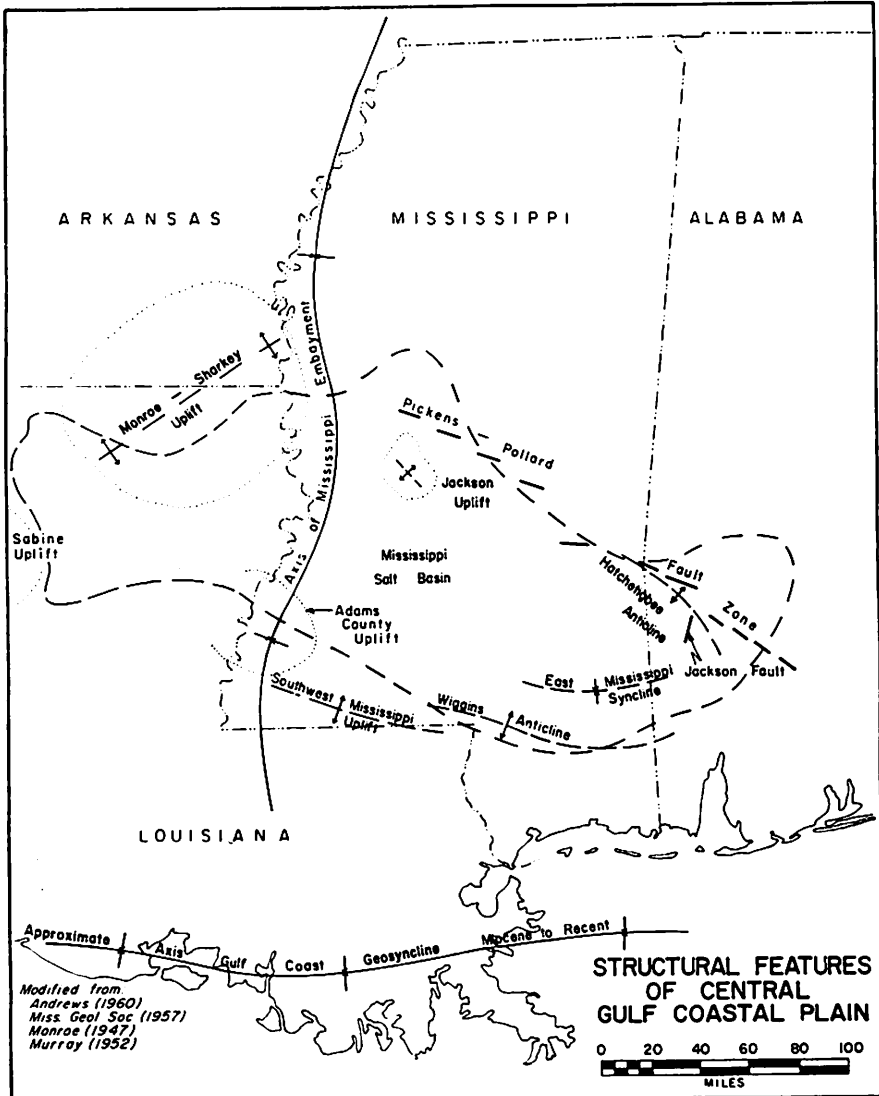 ARKANSAS
MISSISSIPPI
ALABAMA
Axis of Mississippi Embayment
Monroe - Sharkey
Uplift
Pickens - Pollard
Jackson
Uplift
Sabine
Uplift
Mississippi
Salt Basin
Fault
Zone
Hatchetigbee
Anticline
Adams
County
Uplift
East Mississippi
Syncline
Jackson Fault
Southwest Mississippi
Uplift
Wiggins Anticline
LOUISIANA
Approximate Axis Gulf Coast Geosyncline Miocene to Recent
Modified from
Andrews (1960)
Miss. Geol Soc (1957)
Monroe (1947)
Murray (1952)
STRUCTURAL FEATURES
OF CENTRAL
GULF COASTAL PLAIN
0 20 40 60 80 100
MILES